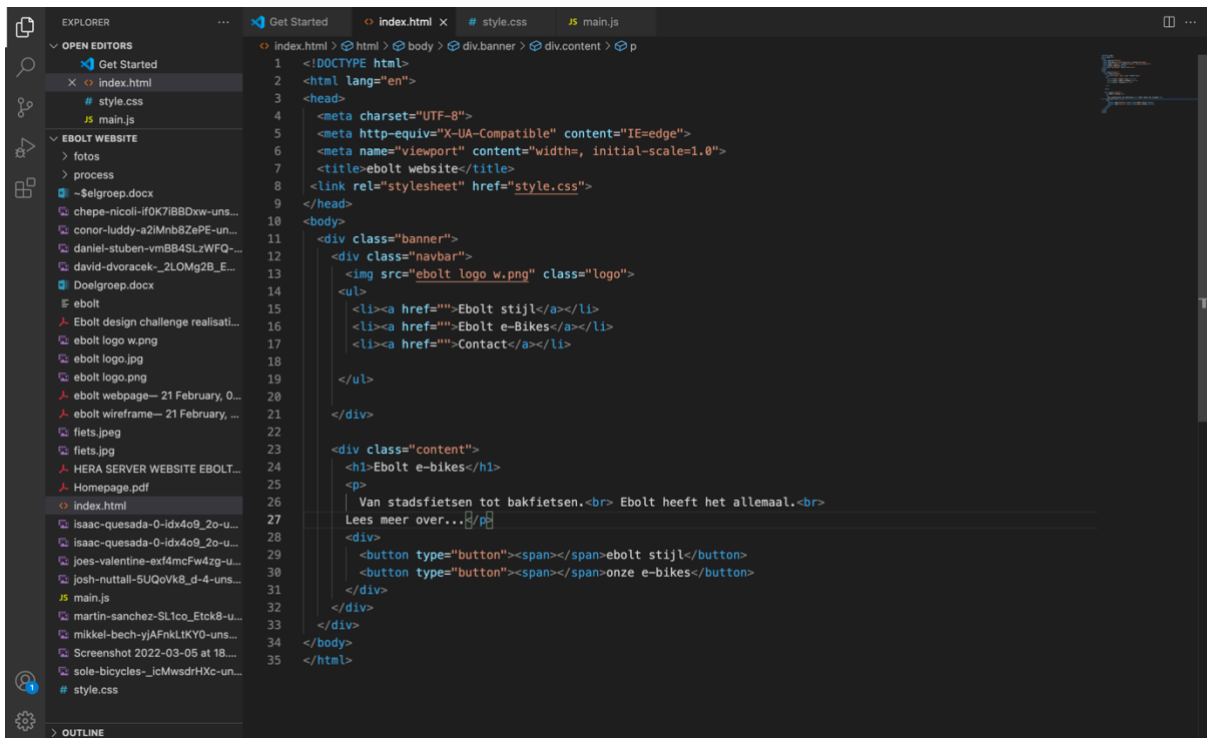 EXPLORER ...
OPEN EDITORS
Get Started
index.html
# style.css
JS main.js
EBOLT WEBSITE
fotos
process
~$elgroep.docx
chepe-nicoli-if0K7iBBDxw-uns...
conor-luddy-a2iMnb8ZePE-un...
daniel-stuben-vmBB4SLzWFQ-...
david-dvoracek-_2LOMg2B_E...
Doelgroep.docx
ebolt
Ebolt design challenge realisati...
ebolt logo w.png
ebolt logo.jpg
ebolt logo.png
ebolt webpage— 21 February, 0...
ebolt wireframe— 21 February, ...
fiets.jpeg
fiets.jpg
HERA SERVER WEBSITE EBOLT...
Homepage.pdf
index.html
isaac-quesada-0-idx4o9_2o-u...
isaac-quesada-0-idx4o9_2o-u...
joes-valentine-exf4mcFw4zg-u...
josh-nuttall-5UQoVk8_d-4-uns...
JS main.js
martin-sanchez-SL1co_Etck8-u...
mikkel-bech-yjAFnkLtKY0-uns...
Screenshot 2022-03-05 at 18....
sole-bicycles-_icMwsdrHXc-un...
# style.css
OUTLINE
1
Get Started index.html # style.css JS main.js
index.html > html > body > div.banner > div.content > p
1 <!DOCTYPE html>
2 <html lang="en">
3 <head>
4 <meta charset="UTF-8">
5 <meta http-equiv="X-UA-Compatible" content="IE=edge">
6 <meta name="viewport" content="width=, initial-scale=1.0">
7 <title>ebolt website</title>
8 <link rel="stylesheet" href="style.css">
9 </head>
10 <body>
11 <div class="banner">
12 <div class="navbar">
13 <img src="ebolt logo w.png" class="logo">
14 <ul>
15 <li><a href="">Ebolt stijl</a></li>
16 <li><a href="">Ebolt e-Bikes</a></li>
17 <li><a href="">Contact</a></li>
18
19 </ul>
20
21 </div>
22
23 <div class="content">
24 <h1>Ebolt e-bikes</h1>
25 <p>
26 Van stadsfietsen tot bakfietsen.<br> Ebolt heeft het allemaal.<br>
27 Lees meer over...</p>
28 <div>
29 <button type="button"><span></span>ebolt stijl</button>
30 <button type="button"><span></span>onze e-bikes</button>
31 </div>
32 </div>
33 </div>
34 </body>
35 </html>